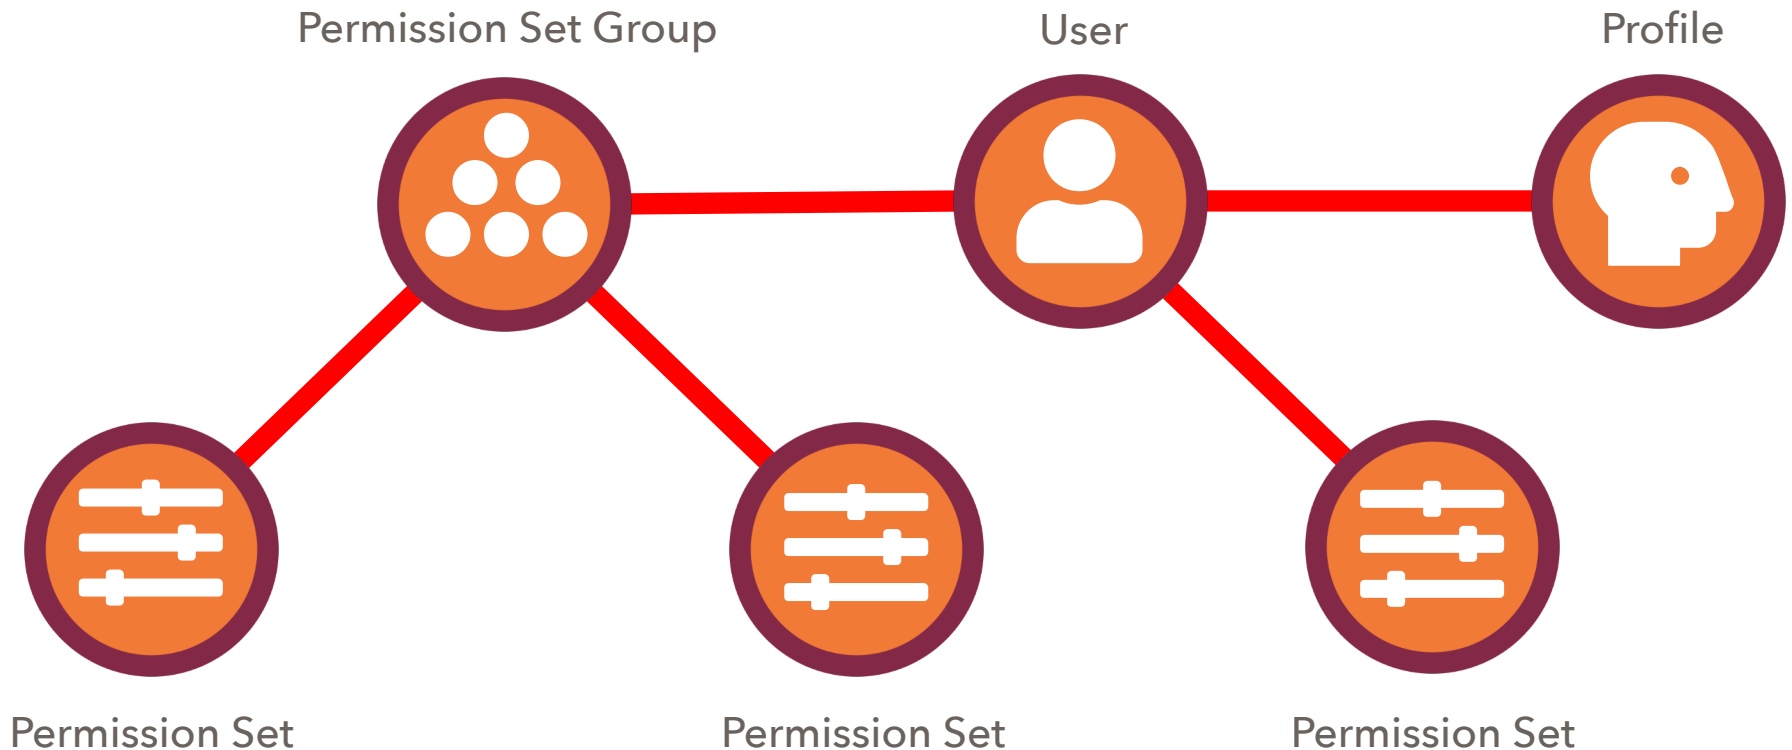 Permission Set Group
User
Profile
Permission Set
Permission Set
Permission Set